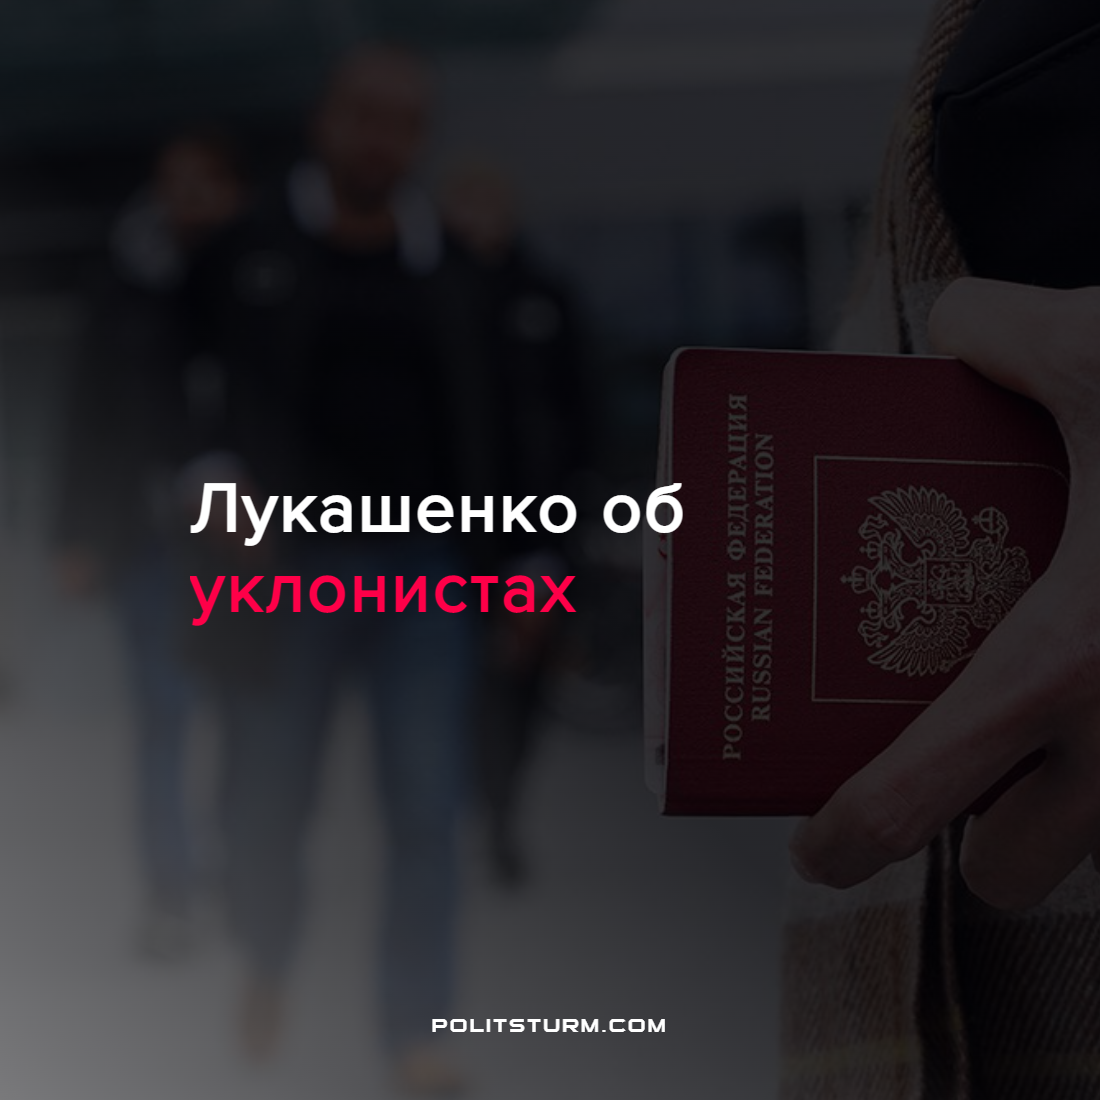 Лукашенко об
уклонистах
РОССИЙСКАЯ ФЕДЕРАЦИЯ
RUSSIAN FEDERATION
POLITSTURM.COM